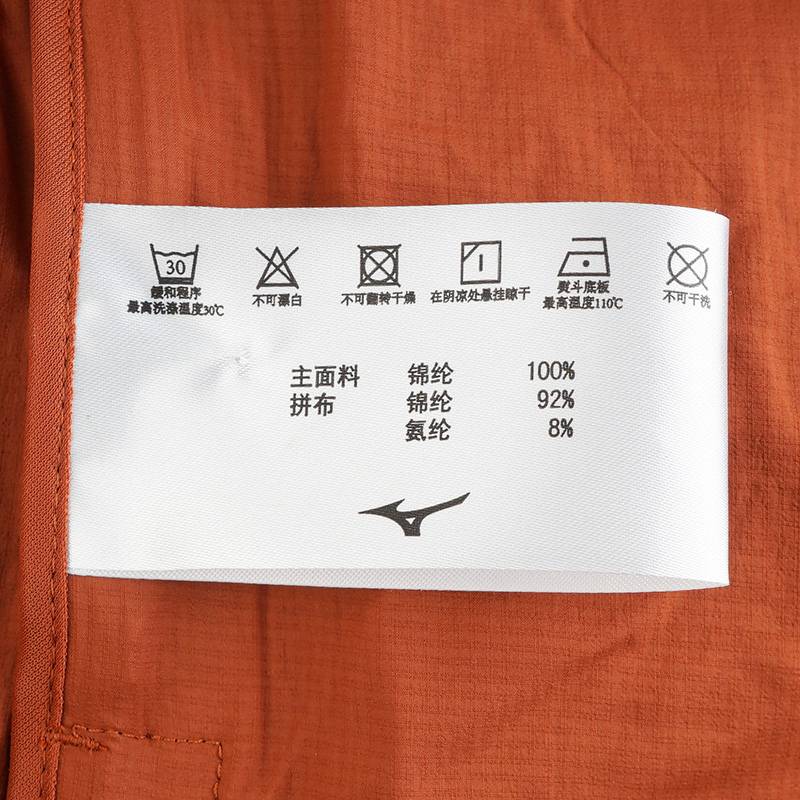 30
缓和程序
最高洗涤温度30℃
不可漂白
不可翻转干燥
在阴凉处悬挂晾干
熨斗底板
最高温度110℃
不可干洗
主面料 锦纶 100%
拼布 锦纶 92%
氨纶 8%